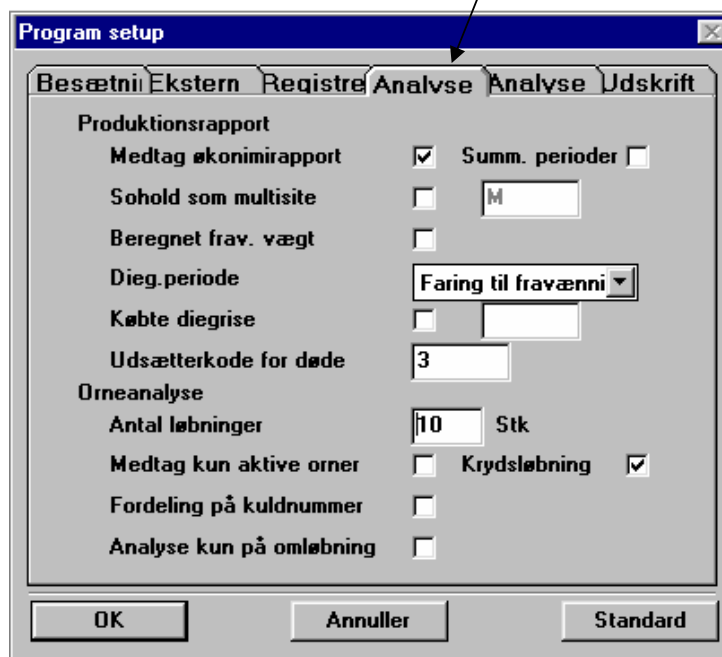 Program setup
Besætnii Ekstern Registre Analyse Analyse Udskrift
Produktionsrapport
Medtag økonimirapport Summ. perioder
Sohold som multisite M
Beregnet frav. vægt
Dieg.periode Faring til fravænni
Købte diegrise
Udsætterkode for døde 3
Orneanalyse
Antal løbninger 10 Stk
Medtag kun aktive orner Krydsløbning
Fordeling på kuldnummer
Analyse kun på omløbning
OK Annuller Standard